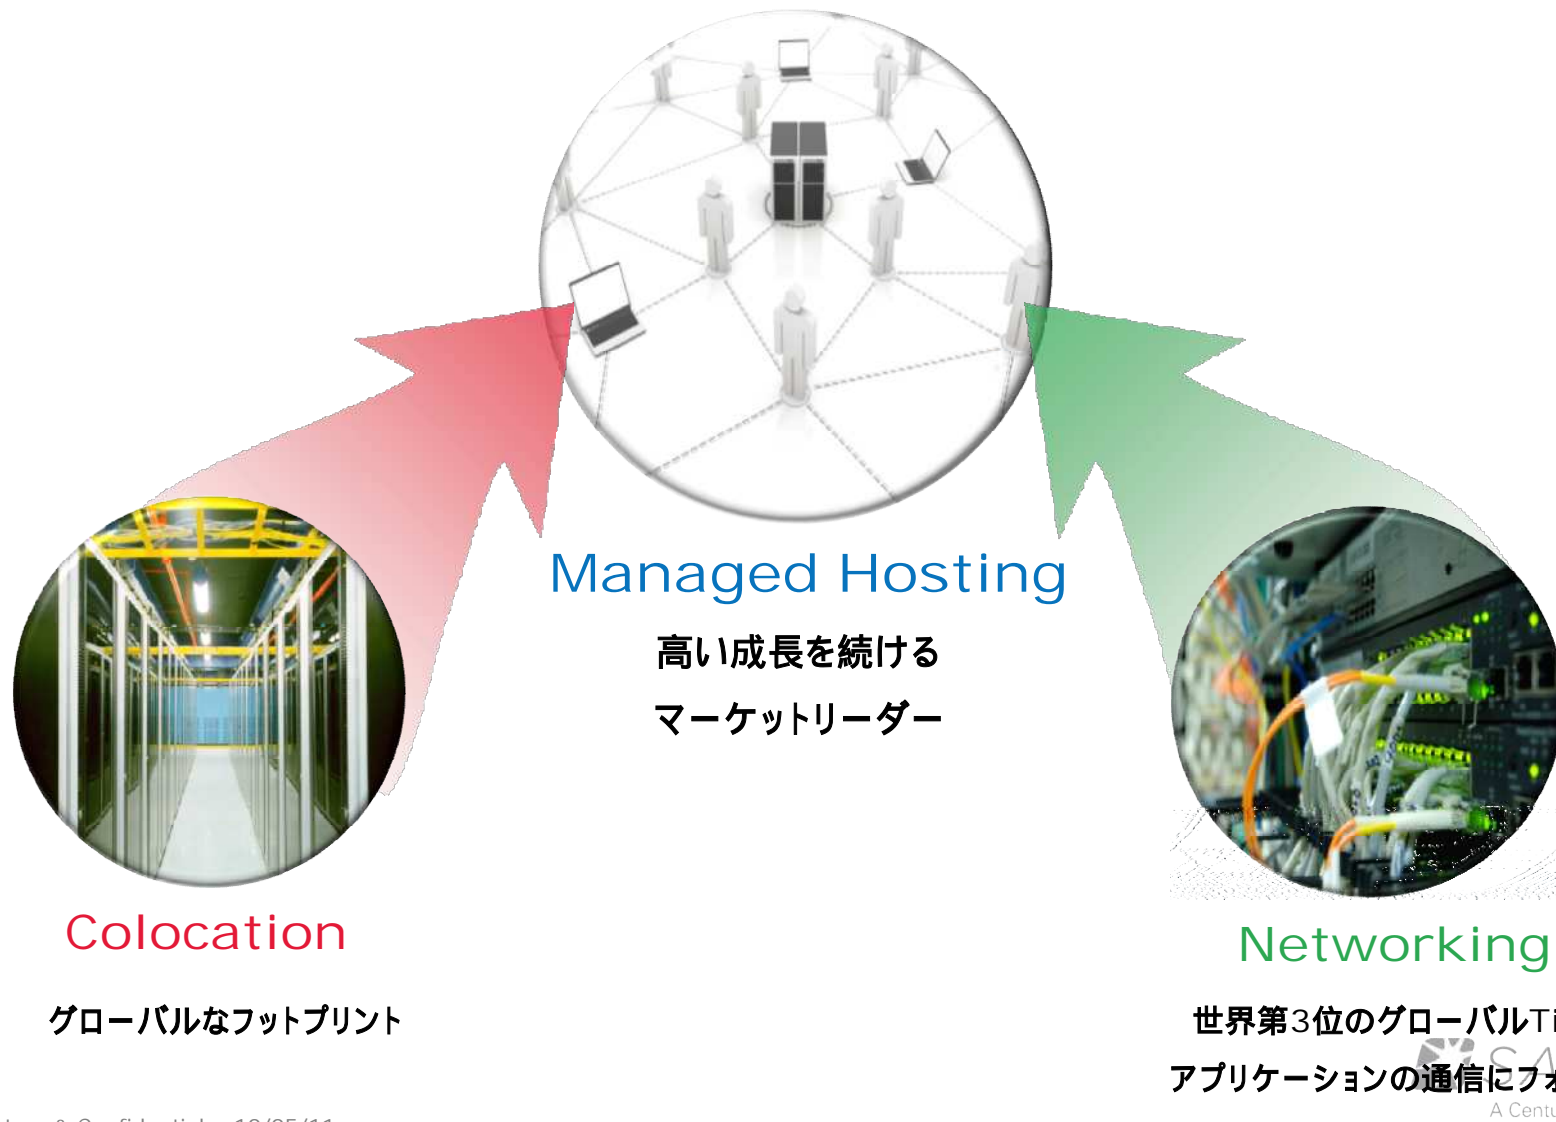 Managed Hosting
高い成長を続ける
マーケットリーダー
Colocation
グローバルなフットプリント
Networking
世界第3位のグローバル
アプリケーションの通信に
A